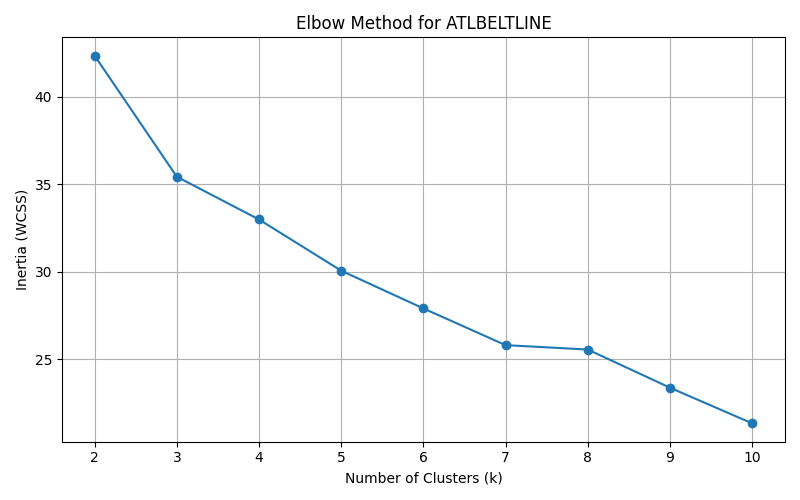 Elbow Method for ATLBELTLINE
Inertia (WCSS)
40
35
30
25
2 3 4 5 6 7 8 9 10
Number of Clusters (k)